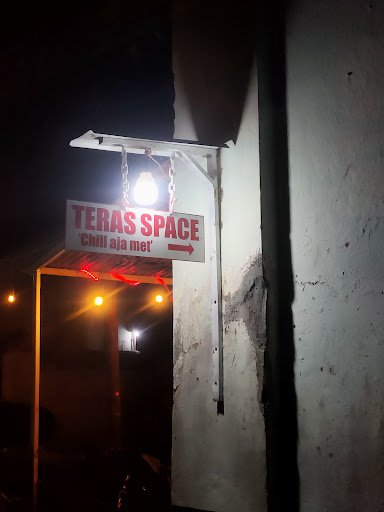 TERAS SPACE
'Chill aja met'